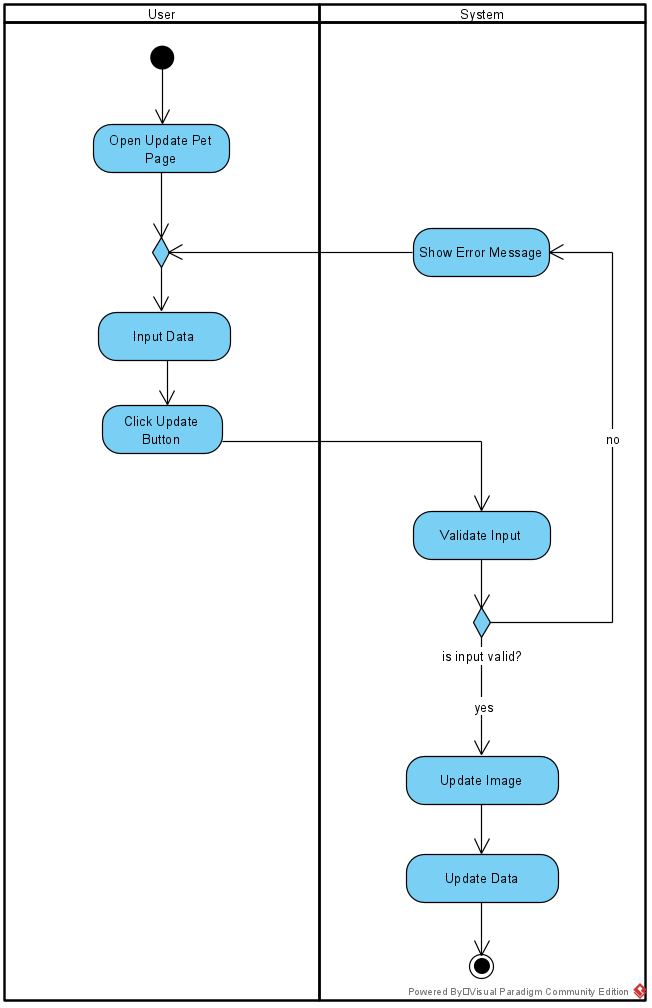 User
System
Open Update Pet
Page
Show Error Message
Input Data
Click Update
Button
no
Validate Input
is input valid?
yes
Update Image
Update Data
Powered By□Visual Paradigm Community Edition